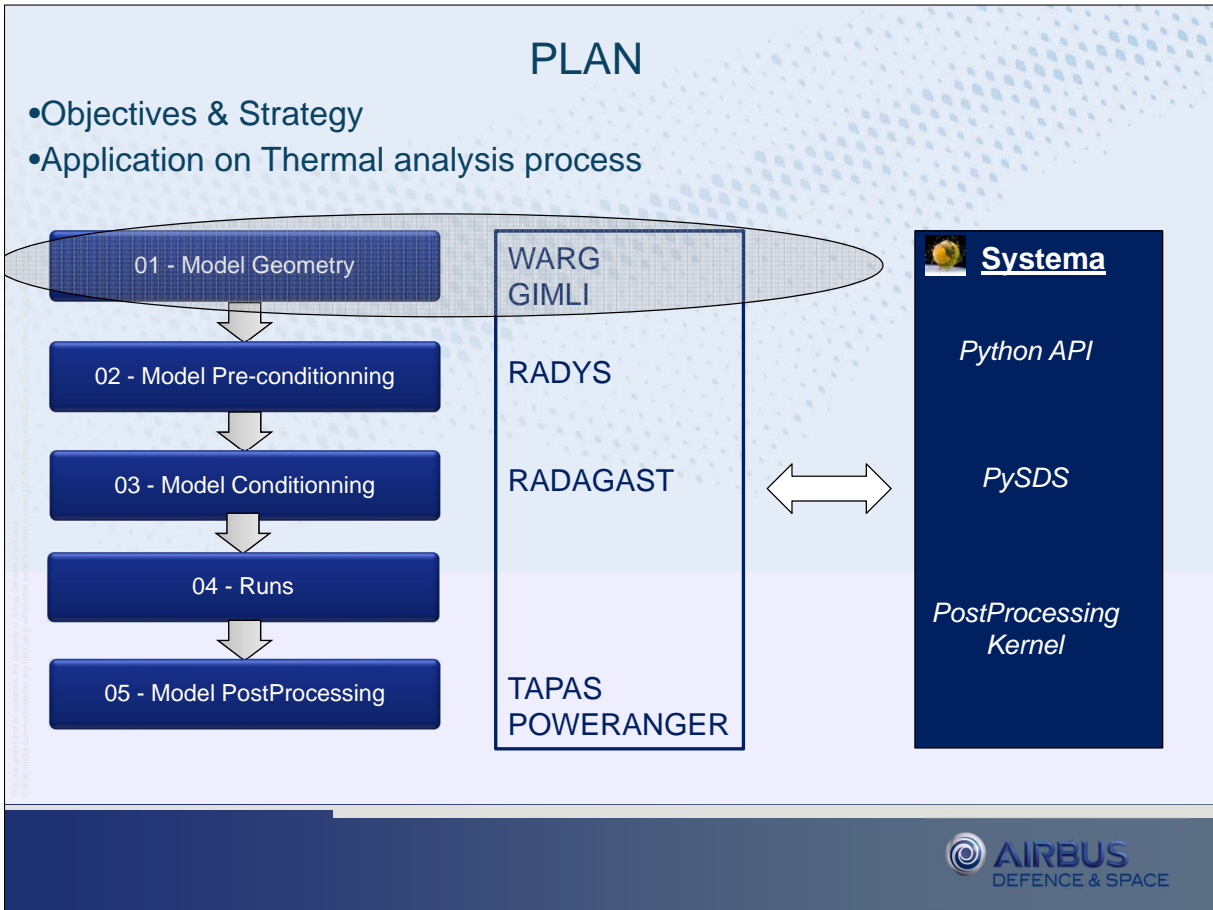 PLAN
•Objectives & Strategy
•Application on Thermal analysis process
01 - Model Geometry
02 - Model Pre-conditionning
03 - Model Conditionning
04 - Runs
05 - Model PostProcessing
WARG
GIMLI
RADYS
RADAGAST
TAPAS
POWERANGER
Systema
Python API
PySDS
PostProcessing
Kernel
AIRBUS
DEFENCE & SPACE